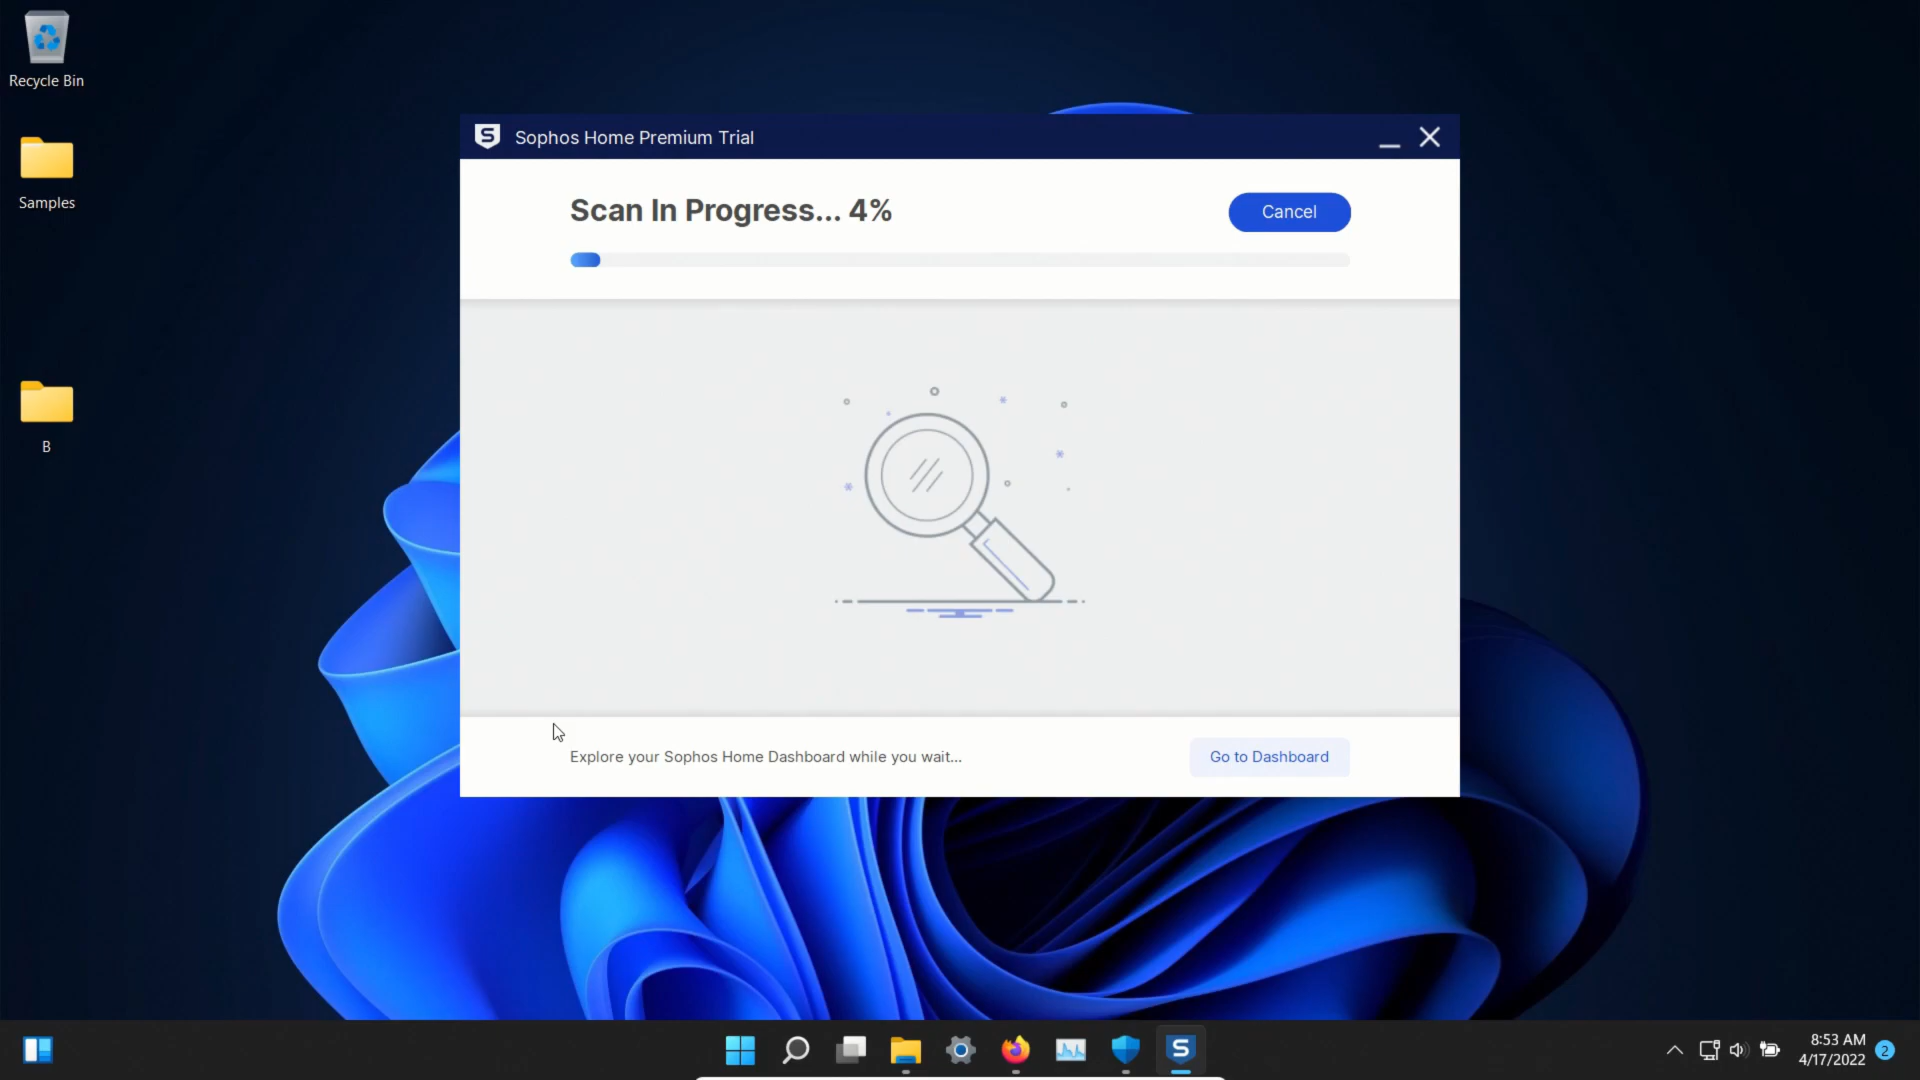 Recycle Bin
Samples
B
S Sophos Home Premium Trial
Scan In Progress... 4%
Cancel
Explore your Sophos Home Dashboard while you wait...
Go to Dashboard
S
8:53 AM
4/17/2022
2